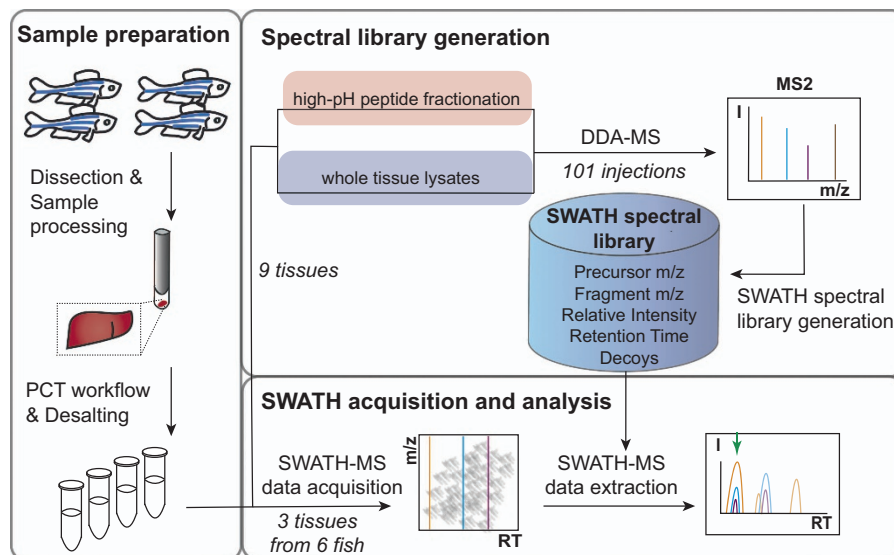 Sample preparation
Dissection &
Sample
processing
PCT workflow
& Desalting
Spectral library generation
high-pH peptide fractionation
whole tissue lysates
9 tissues
DDA-MS
101 injections
MS2
I
m/z
SWATH spectral
library
Precursor m/z
Fragment m/z
Relative Intensity
Retention Time
Decoys
SWATH spectral
library generation
SWATH acquisition and analysis
SWATH-MS
data acquisition
3 tissues
from 6 fish
m/z
RT
SWATH-MS
data extraction
I
RT